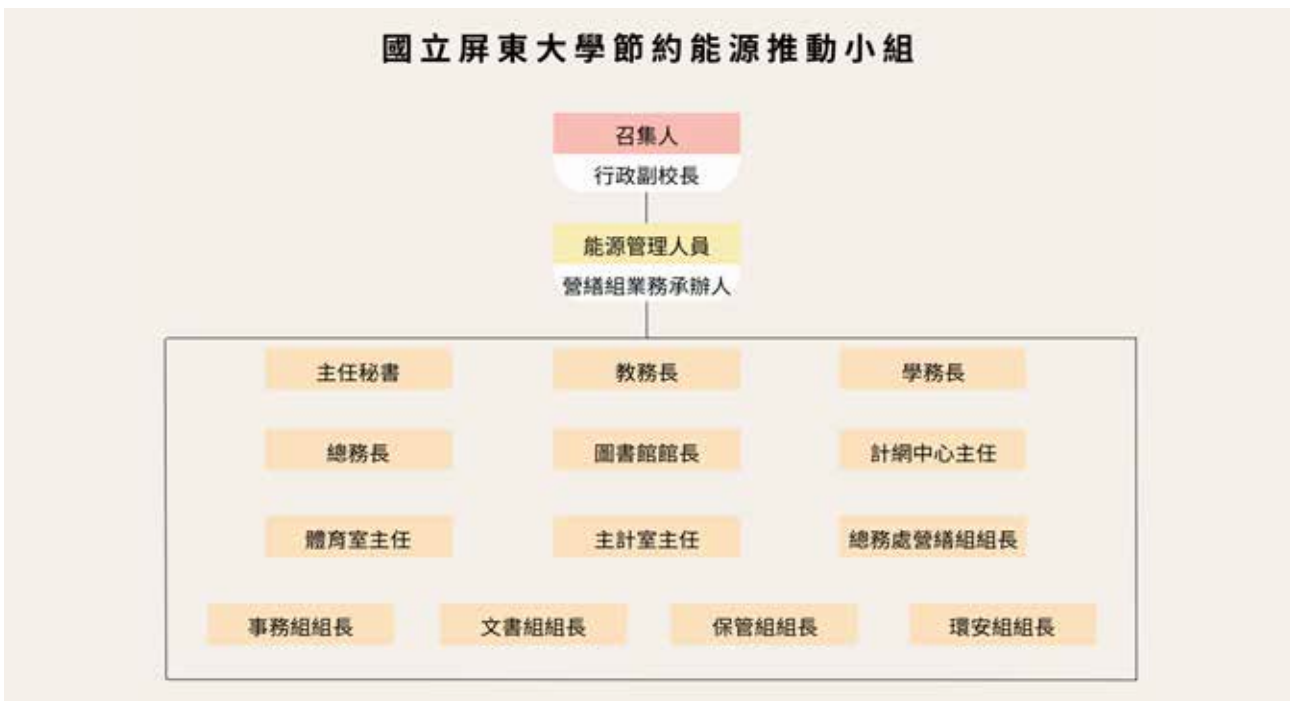 國立屏東大學節約能源推動小組
召集人
行政副校長
能源管理人員
營繕組業務承辦人
主任秘書
教務長
學務長
總務長
圖書館館長
計網中心主任
體育室主任
主計室主任
總務處營繕組組長
事務組組長
文書組組長
保管組組長
環安組組長